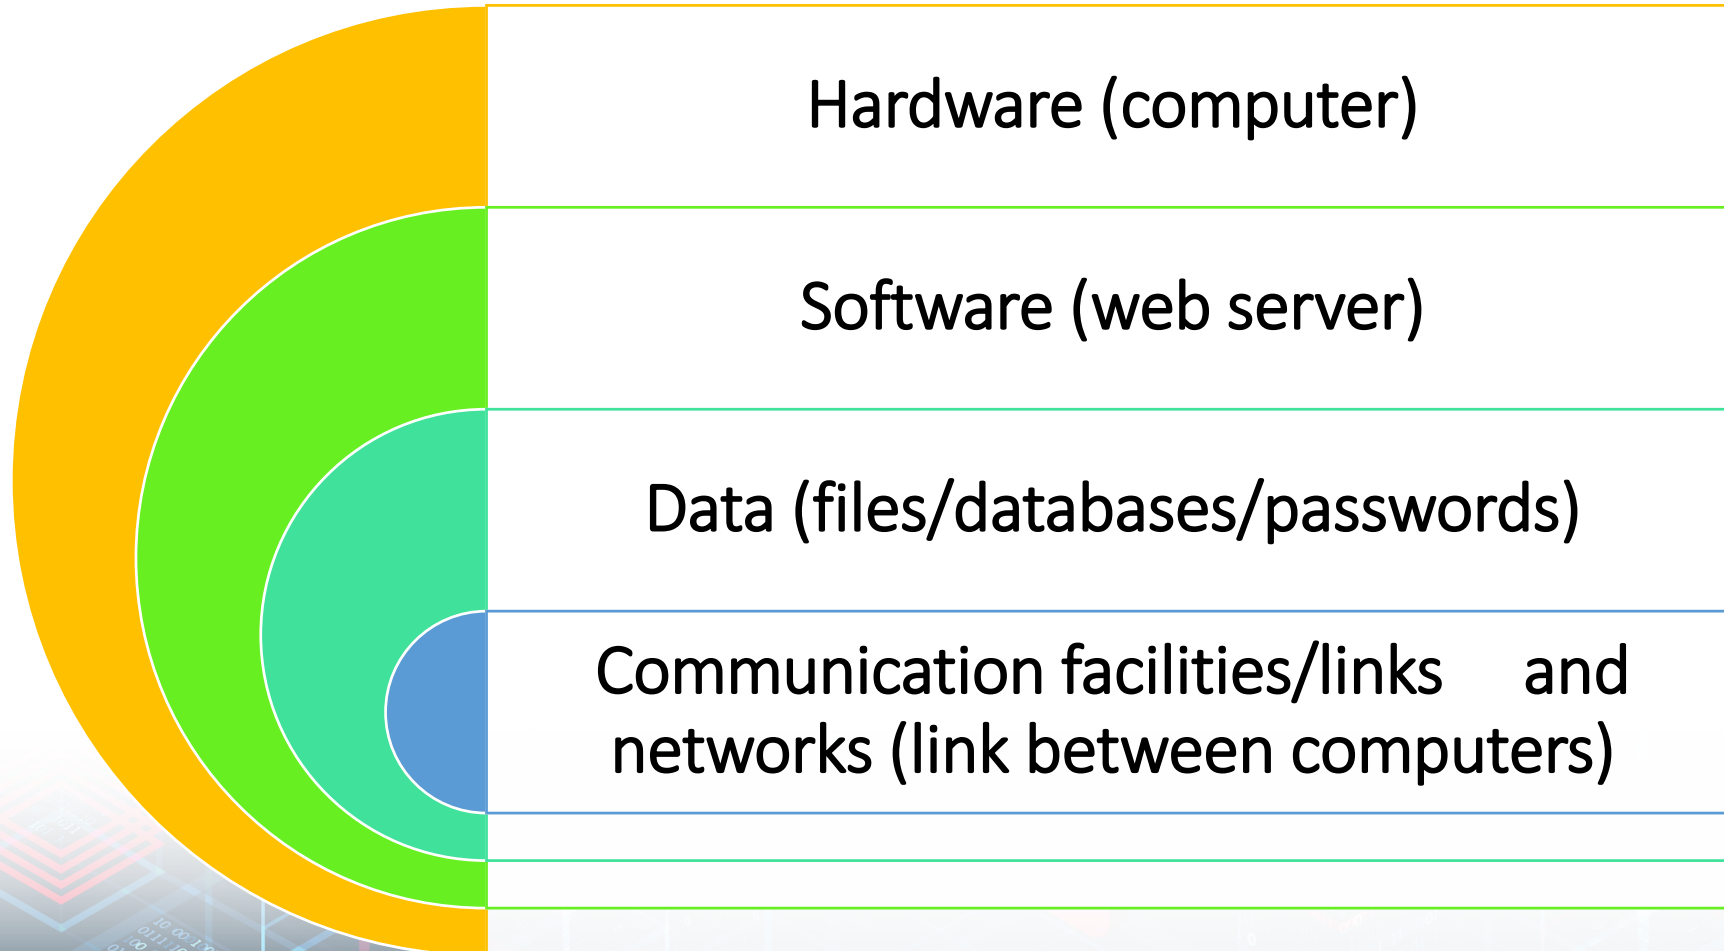 Hardware (computer)
Software (web server)
Data (files/databases/passwords)
Communication facilities/links and
networks (link between computers)